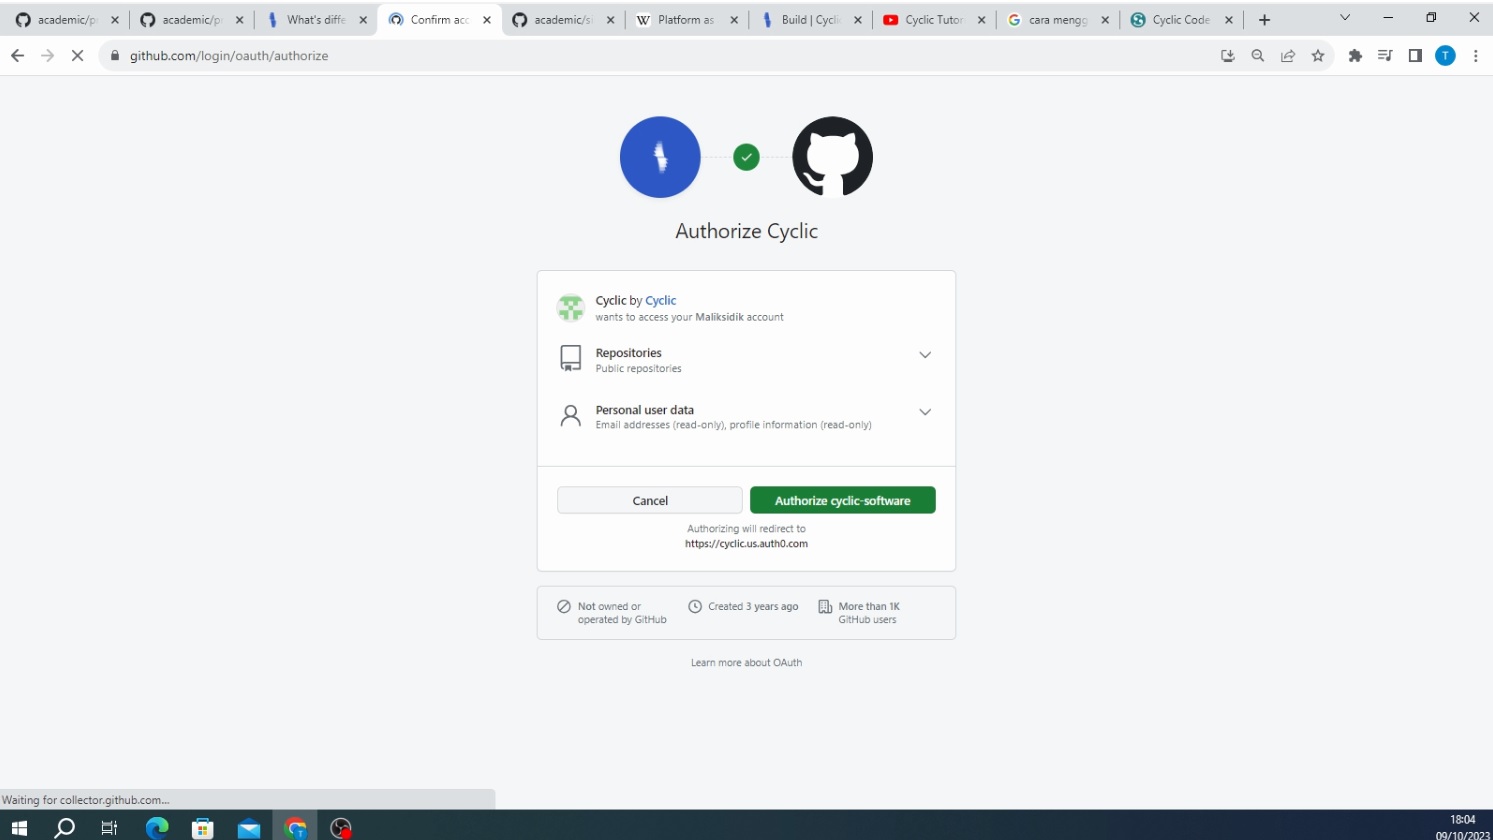 academic/p
academic/p
What's diffe
Confirm acc
academic/si
Platform as
Build | Cyclic
Cyclic Tutor
cara mengg
Cyclic Code
github.com/login/oauth/authorize
T
Authorize Cyclic
Cyclic by Cyclic
wants to access your Maliksidik account
Repositories
Public repositories
Personal user data
Email addresses (read-only), profile information (read-only)
Cancel
Authorize cyclic-software
Authorizing will redirect to
https://cyclic.us.auth0.com
Not owned or
operated by GitHub
Created 3 years ago
More than 1K
GitHub users
Learn more about OAuth
Waiting for collector.github.com...
18:04
09/10/2023